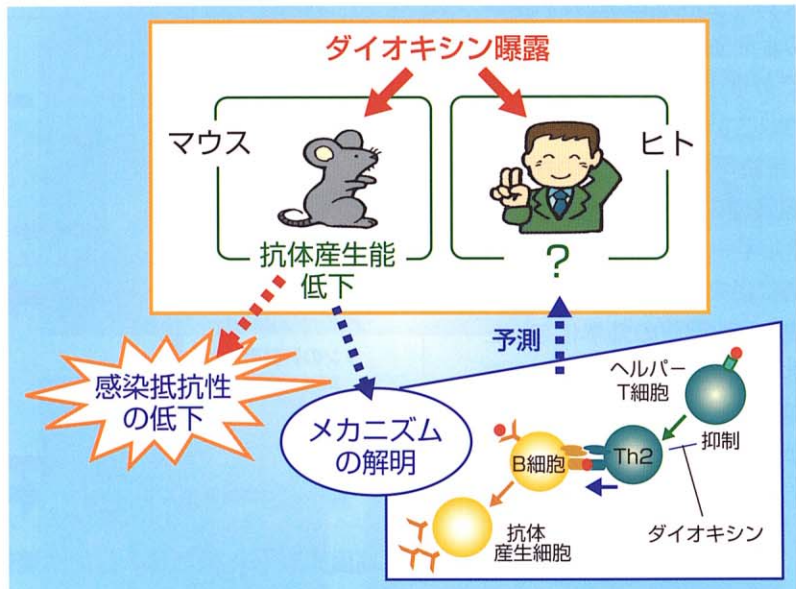 ダイオキシン曝露
マウス
ヒト
抗体産生能
低下
?
感染抵抗性
の低下
メカニズム
の解明
予測
ヘルパー
T細胞
抑制
B細胞
Th2
ダイオキシン
抗体
産生細胞